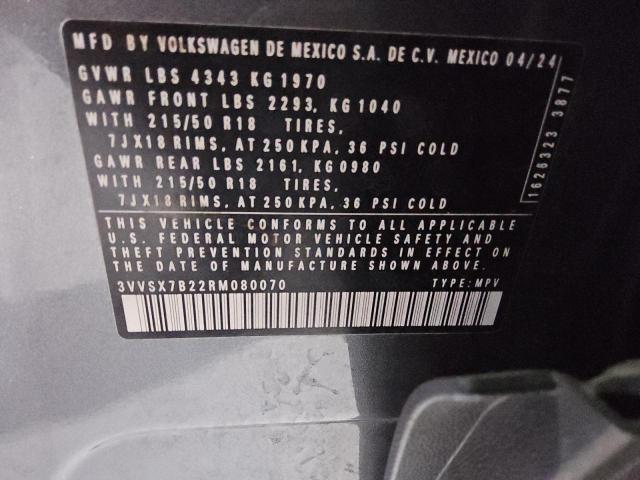 MFD BY VOLKSWAGEN DE MEXICO S.A. DE C.V. MEXICO 04/24
GVWR LBS 4343 KG 1970
GAWR FRONT LBS 2293, KG 1040
WITH 215/50 R18 TIRES,
7JX18 RIMS, AT 250 KPA, 36 PSI COLD
GAWR REAR LBS 2161, KG 0980
WITH 215/50 R18 TIRES,
7JX18 RIMS, AT 250 KPA, 36 PSI COLD
THIS VEHICLE CONFORMS TO ALL APPLICABLE
U.S. FEDERAL MOTOR VEHICLE SAFETY AND
THEFT PREVENTION STANDARDS IN EFFECT ON
THE DATE OF MANUFACTURE SHOWN ABOVE.
3VVSX7B22RM080070 TYPE: MPV
1626323 3877